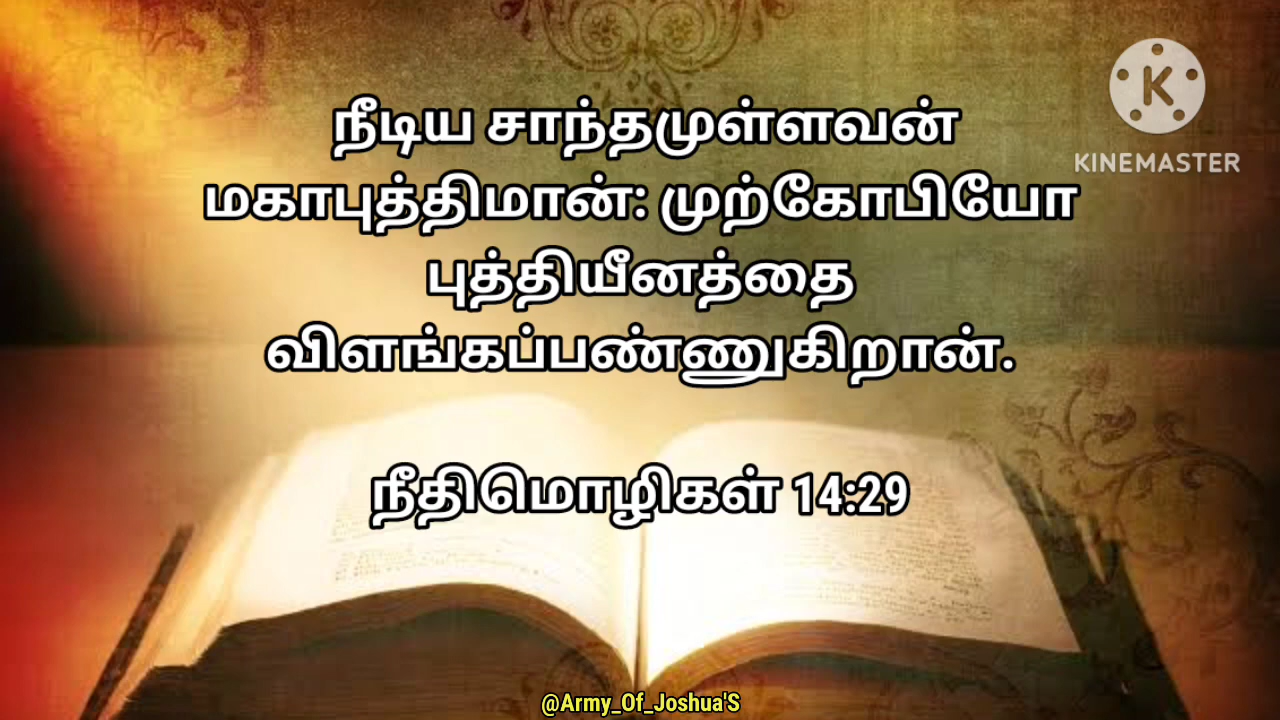 நீடிய சாந்தமுள்ளவன்
மகாபுத்திமான்: முற்கோபியோ
புத்தியீனத்தை
விளங்கப்பண்ணுகிறான்.
நீதிமொழிகள் 14:29
K
KINEMASTER
@Army_Of_Joshua'S